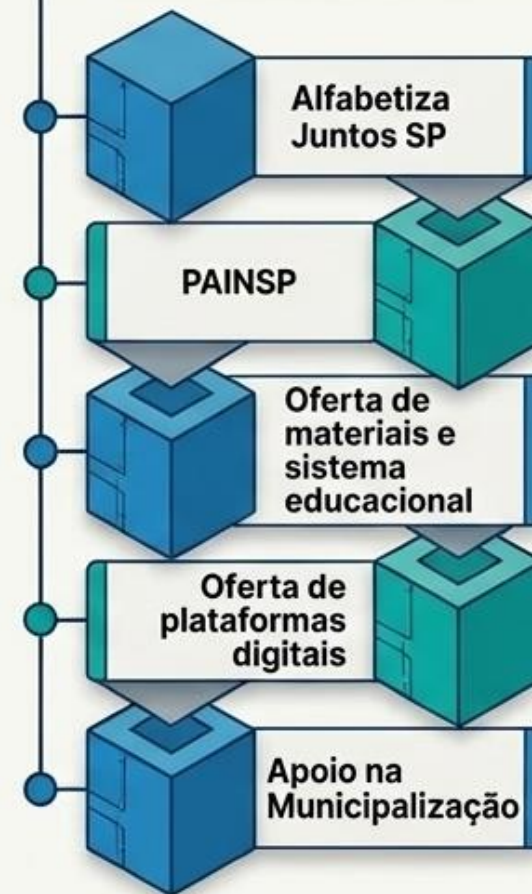 Alfabetiza
Juntos SP
PAINSP
Oferta de
materiais e
sistema
educacional
Oferta de
plataformas
digitais
Apoio na
Municipalização